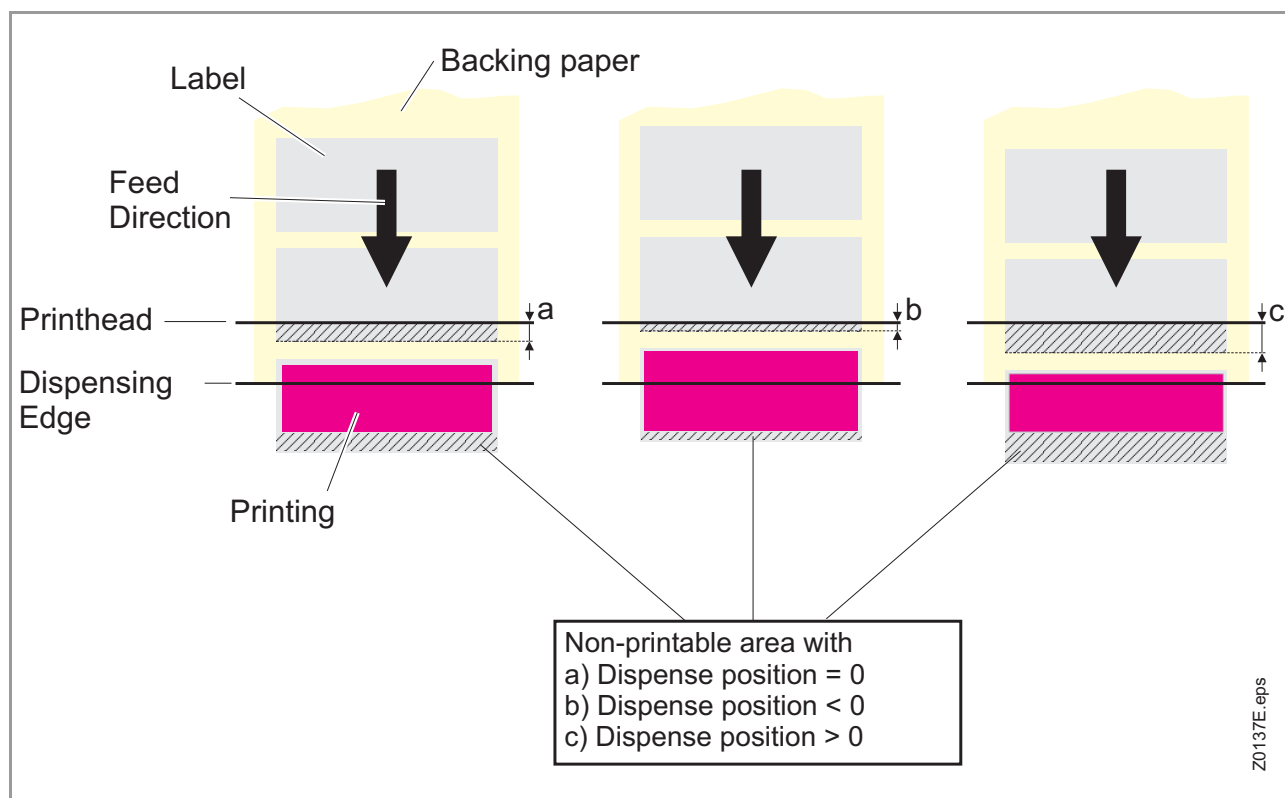 Backing paper
Label
Feed
Direction
Printhead
a
b
c
Dispensing
Edge
Printing
Non-printable area with
a) Dispense position = 0
b) Dispense position < 0
c) Dispense position > 0
Z0137E.eps